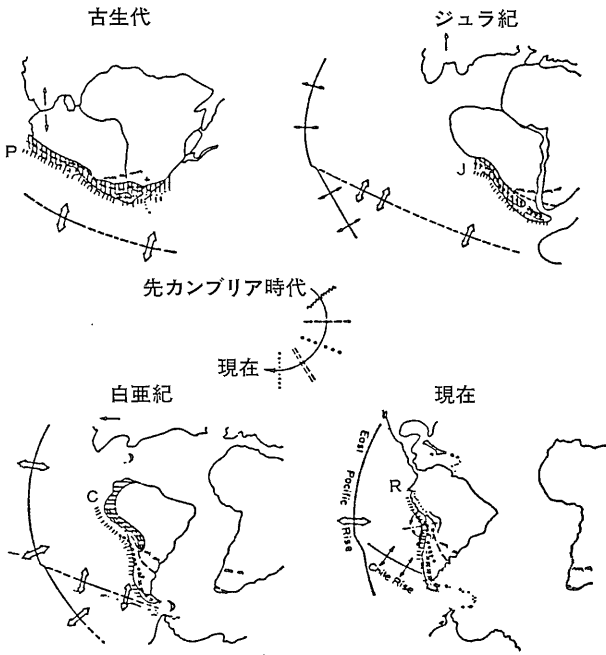 古生代
ジュラ紀
P
J
先カンブリア時代
現在
白亜紀
現在
C
R
East Pacific Rise
Chile Rise